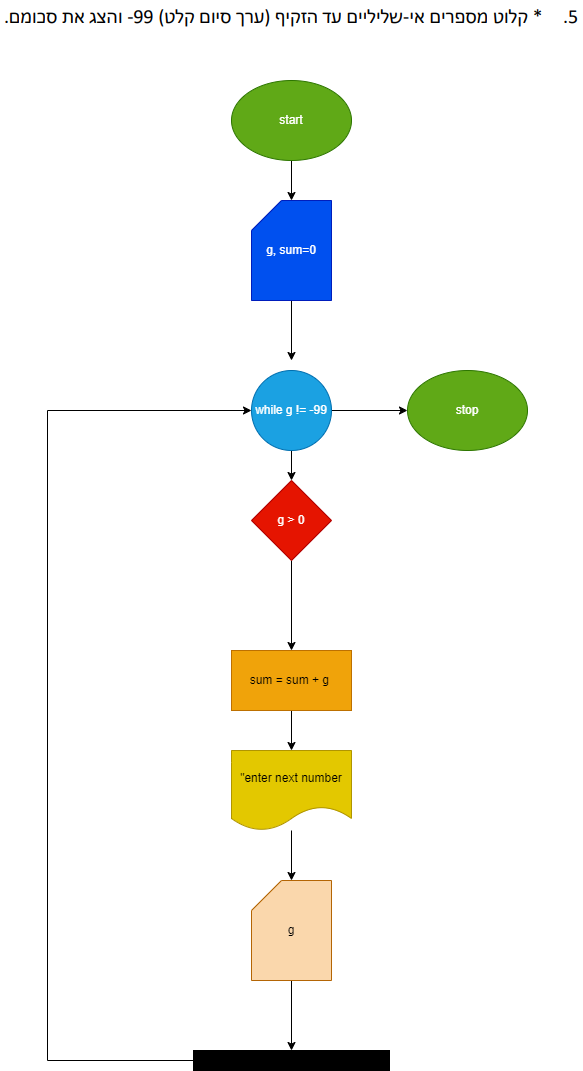 5. * קלוט מספרים אי-שליליים עד הזקיף (ערך סיום קלט) 99- והצג את סכומם.
start
g, sum=0
while g != -99
stop
g > 0
sum = sum + g
"enter next number
g